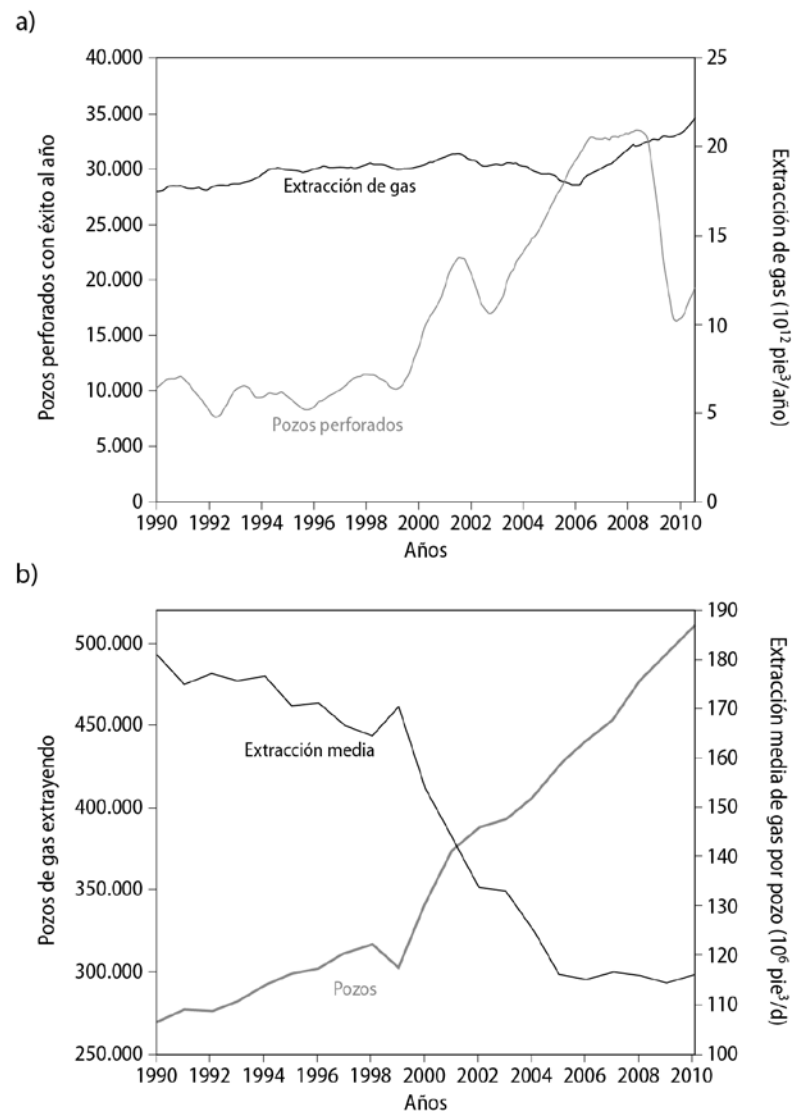 a)
40.000
35.000
30.000
25.000
20.000
15.000
10.000
5.000
0
Pozos perforados con éxito al año
25
20
15
10
5
0
Extracción de gas (10¹² pie³/año)
Extracción de gas
Pozos perforados
1990 1992 1994 1996 1998 2000 2002 2004 2006 2008 2010
Años
b)
500.000
450.000
400.000
350.000
300.000
250.000
Pozos de gas extrayendo
190
180
170
160
150
140
130
120
110
100
Extracción media de gas por pozo (10⁶ pie³/d)
Extracción media
Pozos
1990 1992 1994 1996 1998 2000 2002 2004 2006 2008 2010
Años